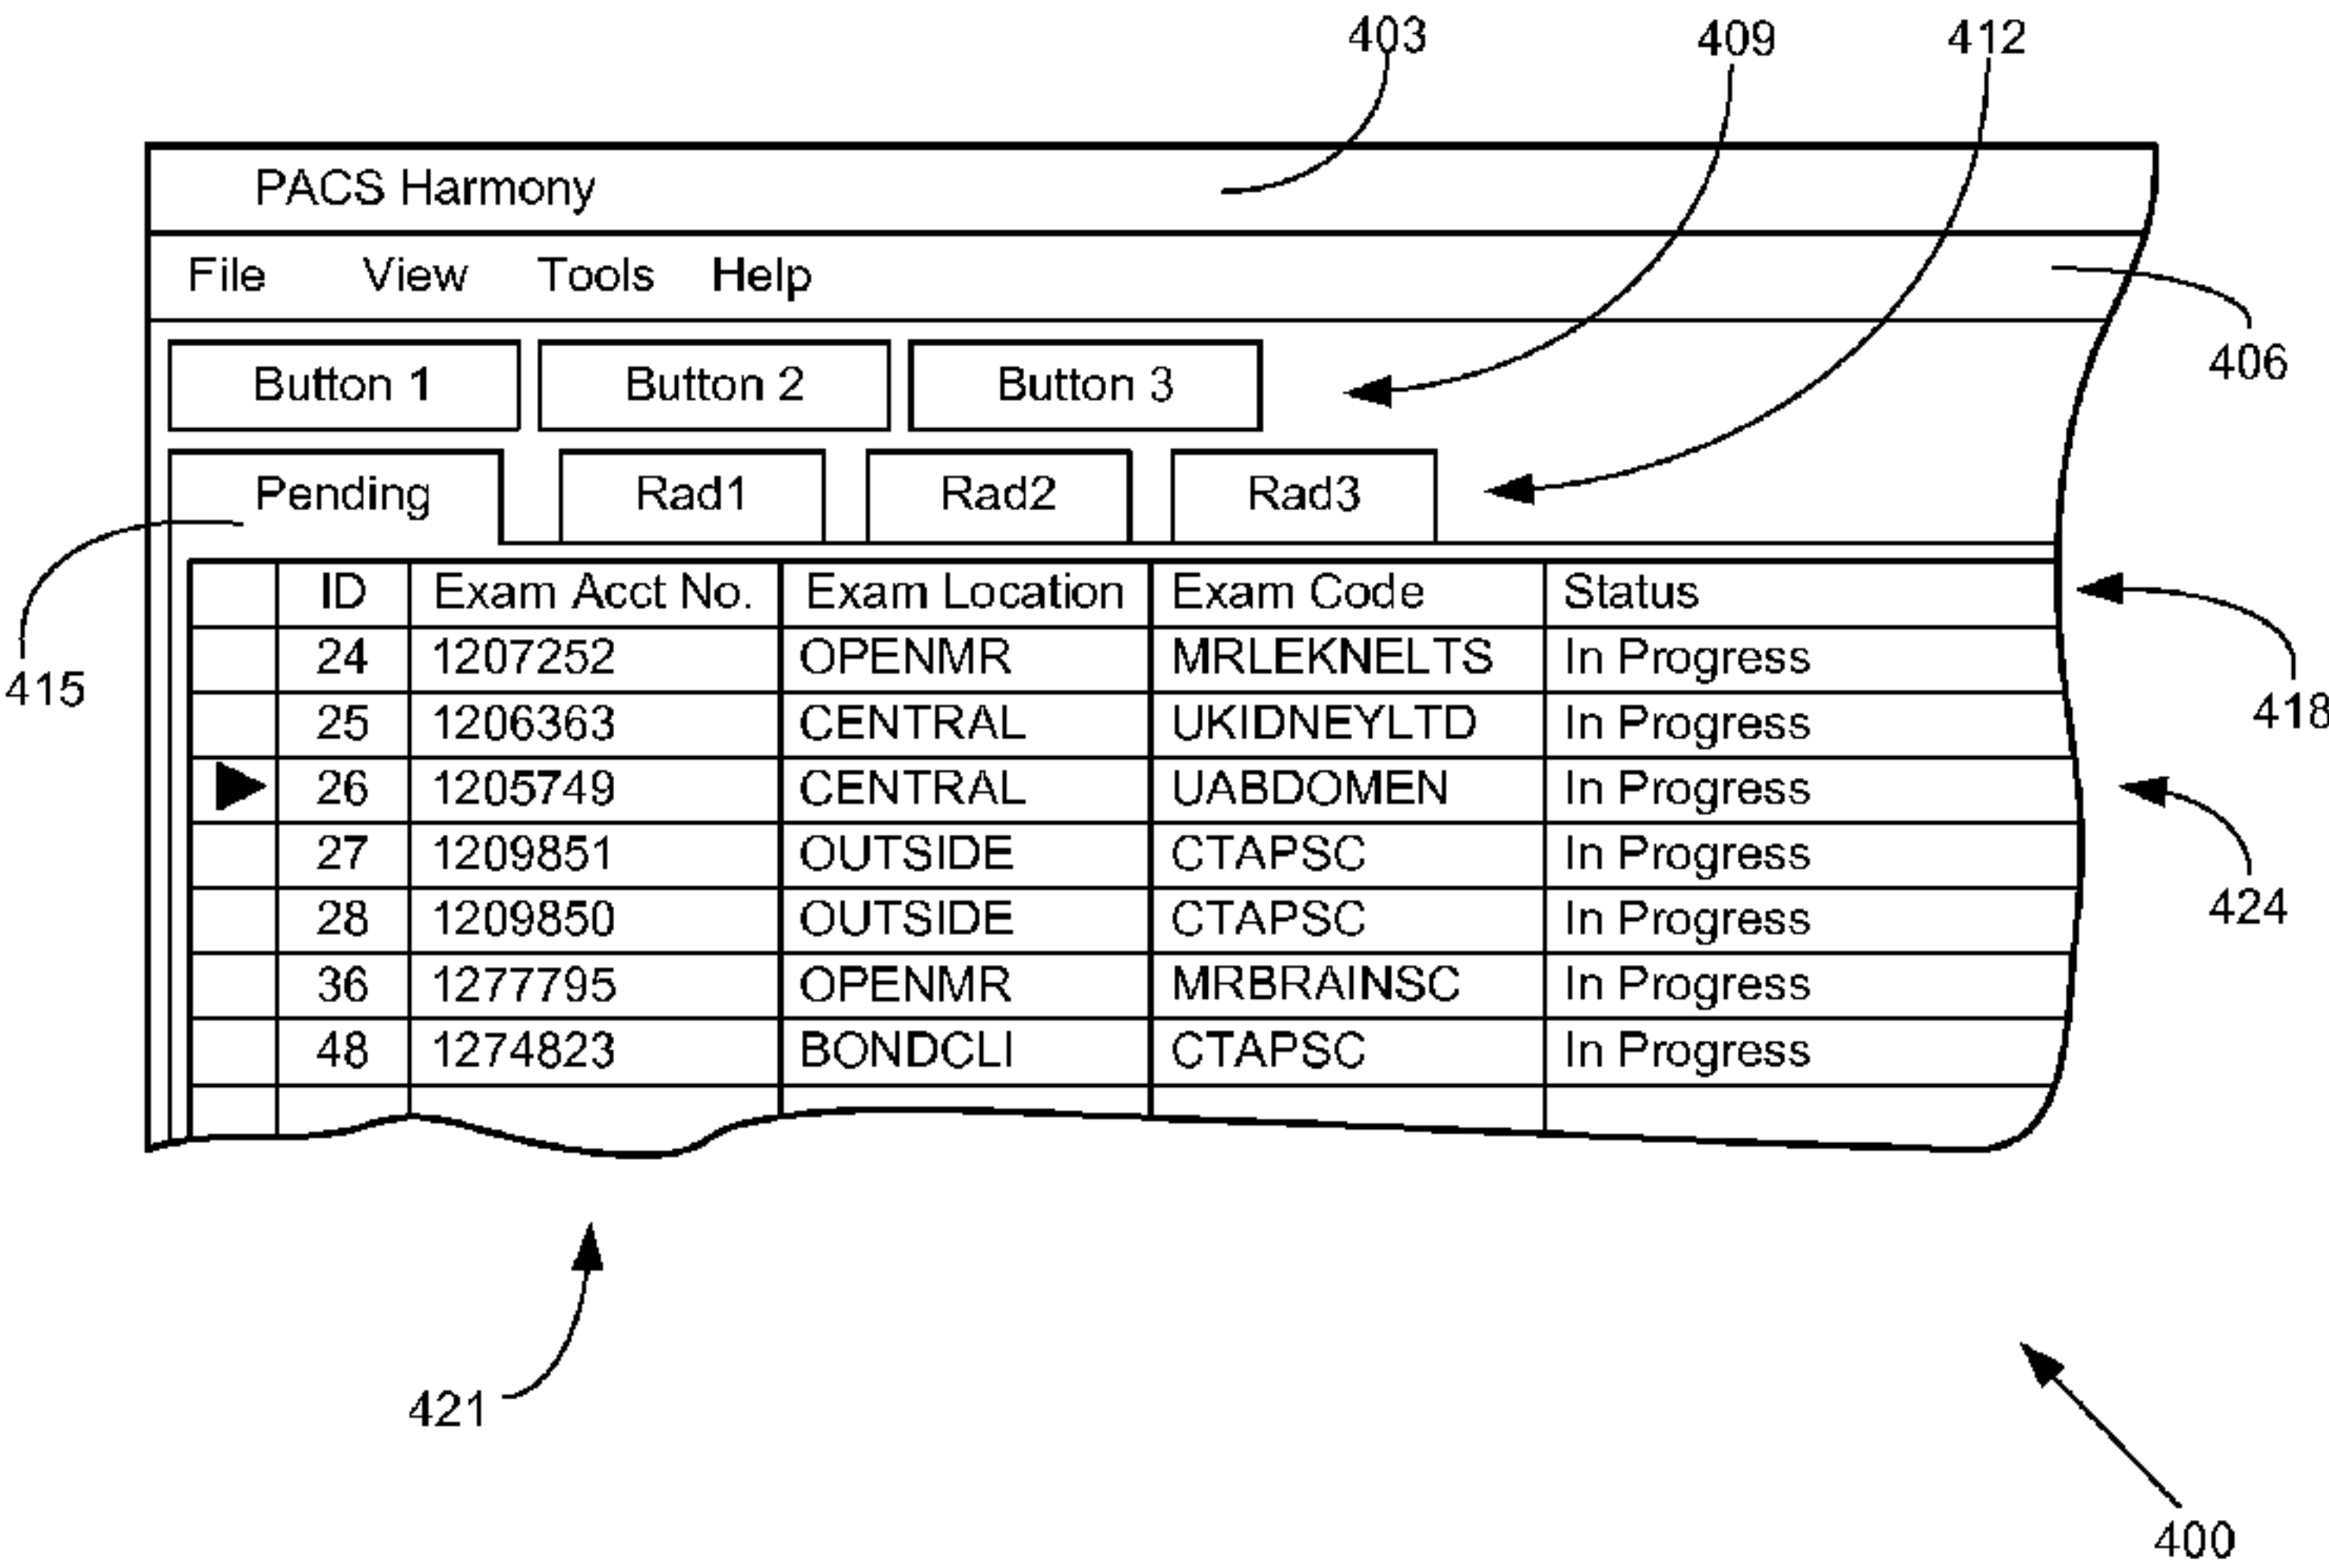 403 409 412
PACS Harmony
File View Tools Help
406
Button 1 Button 2 Button 3
Pending Rad1 Rad2 Rad3
415
ID Exam Acct No. Exam Location Exam Code Status
418
24 1207252 OPENMR MRLEKNELTS In Progress
25 1206363 CENTRAL UKIDNEYLTD In Progress
26 1205749 CENTRAL UABDOMEN In Progress
424
27 1209851 OUTSIDE CTAPSC In Progress
28 1209850 OUTSIDE CTAPSC In Progress
36 1277795 OPENMR MRBRAINSC In Progress
48 1274823 BONDCLI CTAPSC In Progress
421
400